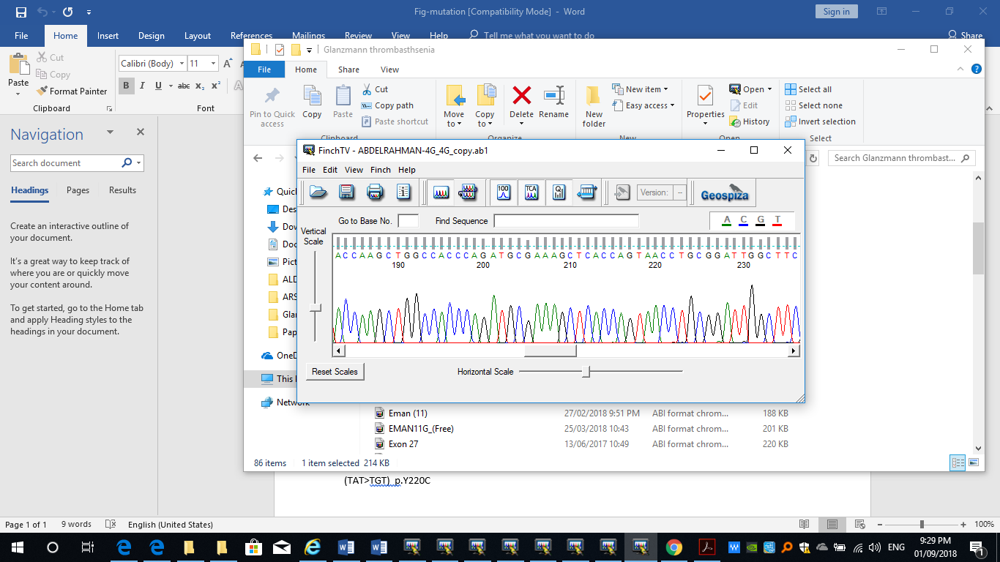 Fig-mutation [Compatibility Mode] - Word
Sign in
File Home Insert Design Layout References Mailings Review View Help Tell me what you want to do Share
Paste
Cut
Copy
Format Painter
Clipboard
Calibri (Body) 11
B I U abc x₂ x²
Font
Navigation
Search document
Headings Pages Results
Create an interactive outline of
your document.
It's a great way to keep track of
where you are or quickly move
your content around.
To get started, go to the Home tab
and apply Heading styles to the
headings in your document.
Glanzmann thrombasthsenia
File Home Share View
Pin to Quick
access
Copy
Paste
Cut
Copy path
Paste shortcut
Clipboard
Move
to
Copy
to
Delete
Rename
Organize
New
folder
New item
Easy access
New
Properties
Open
Edit
History
Open
Select all
Select none
Invert selection
Select
Search Glanzmann thrombast...
Quick
Des
Dow
Doc
Pict
ALD
ARS
Glan
Pap
OneD
This
Network
FinchTV - ABDELRAHMAN-4G_4G_copy.ab1
File Edit View Finch Help
100
TCA
Version: --
Geospiza
Go to Base No.
Find Sequence
A C G T
Vertical
Scale
ACCAAGCTGGCCACCCAGATGCGAAAGCTCACCAGTAACCTGCGGATTGGCTTC
190 200 210 220 230
Reset Scales
Horizontal Scale
Eman (11) 27/02/2018 9:51 PM ABI format chrom... 188 KB
EMAN11G_(Free) 25/03/2018 10:43 ABI format chrom... 201 KB
Exon 27 13/06/2017 10:49 ABI format chrom... 220 KB
86 items 1 item selected 214 KB
(TAT>TGT) p.Y220C
Page 1 of 1 9 words English (United States)
100%
ENG
9:29 PM
01/09/2018
1